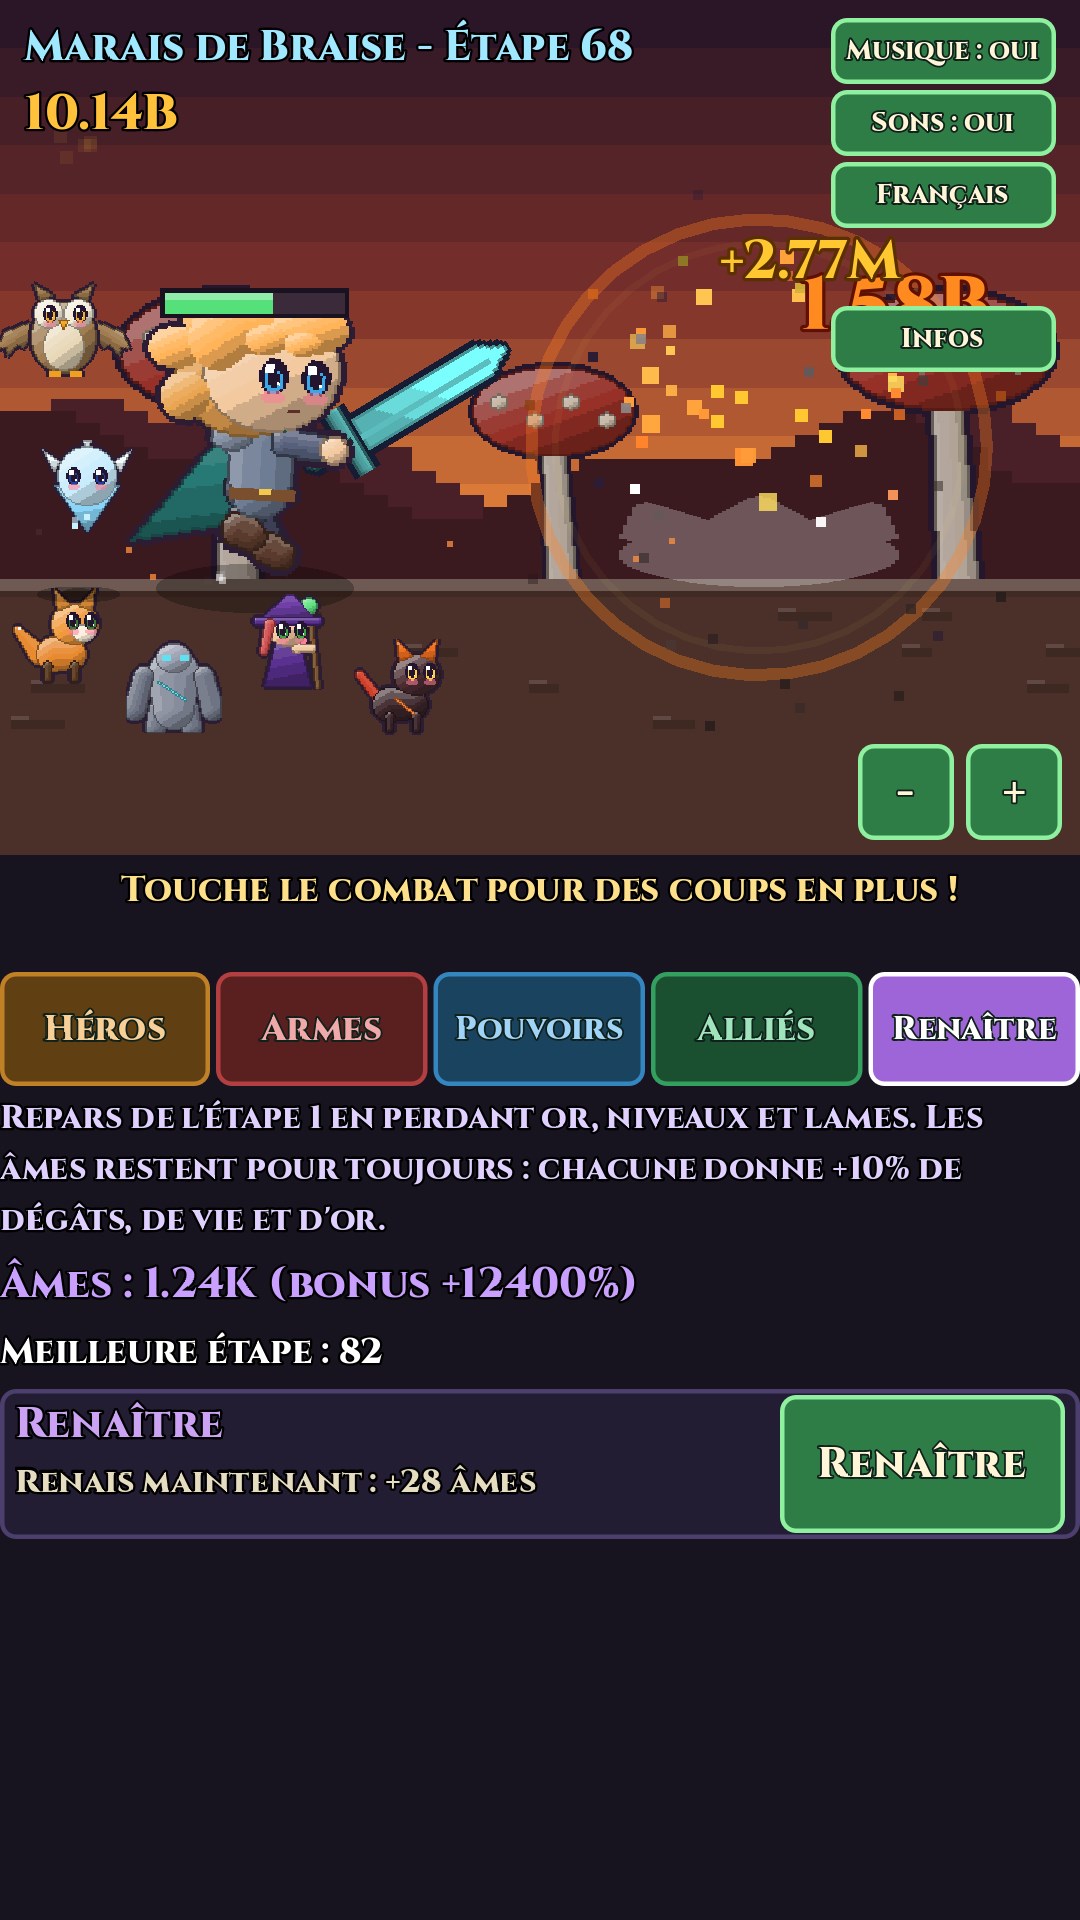 Marais de Braise - Étape 68
10.14B
Musique : OUI
Sons : OUI
Français
+2.77M
1.58B
Infos
-
+
Touche le combat pour des coups en plus !
Héros
Armes
Pouvoirs
Alliés
Renaître
Repars de l'étape 1 en perdant or, niveaux et lames. Les
âmes restent pour toujours : chacune donne +10% de
dégâts, de vie et d'or.
Âmes : 1.24K (bonus +12400%)
Meilleure étape : 82
Renaître
Renais maintenant : +28 âmes
Renaître